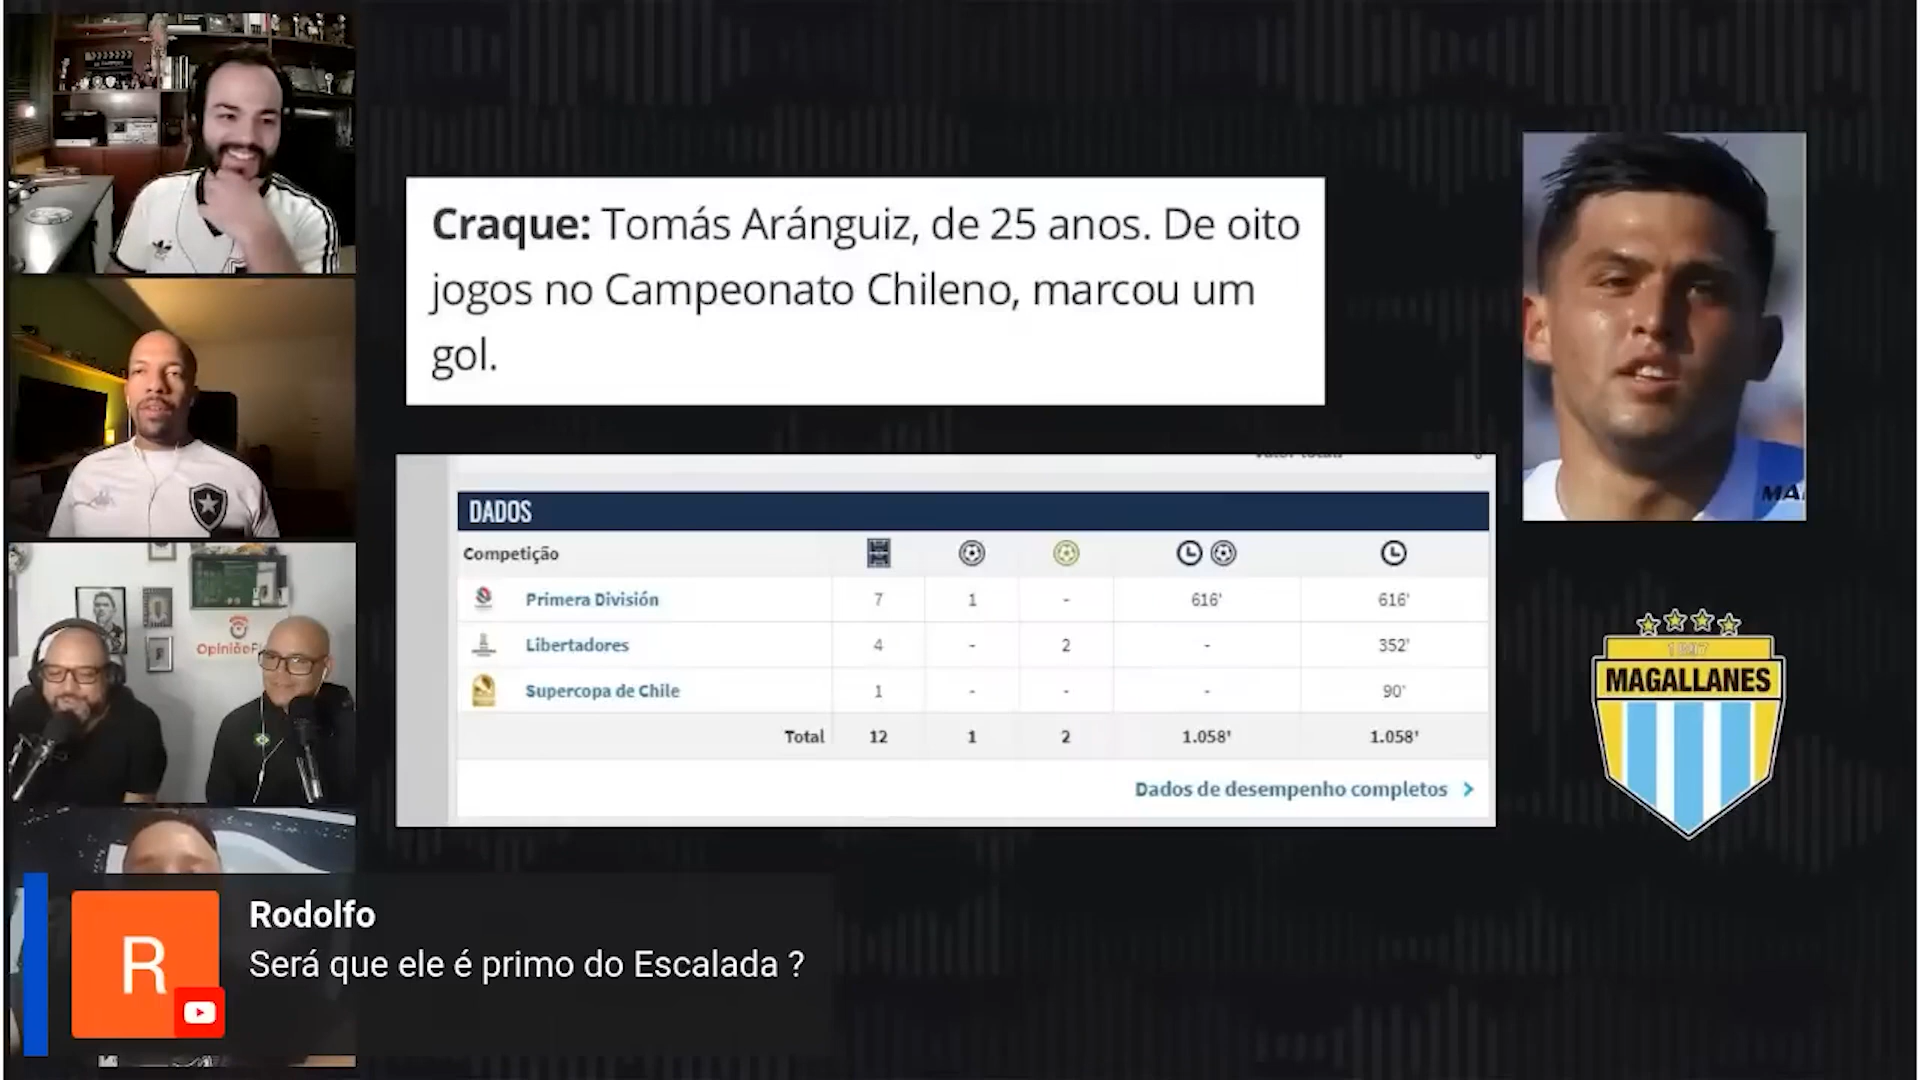 Craque: Tomás Aránguiz, de 25 anos. De oito
jogos no Campeonato Chileno, marcou um
gol.
DADOS
Competição
Primera División 7 1 - 616' 616'
Libertadores 4 - 2 - 352'
Supercopa de Chile 1 - - - 90'
Total 12 1 2 1.058' 1.058'
Dados de desempenho completos
1897
MAGALLANES
R
Rodolfo
Será que ele é primo do Escalada ?